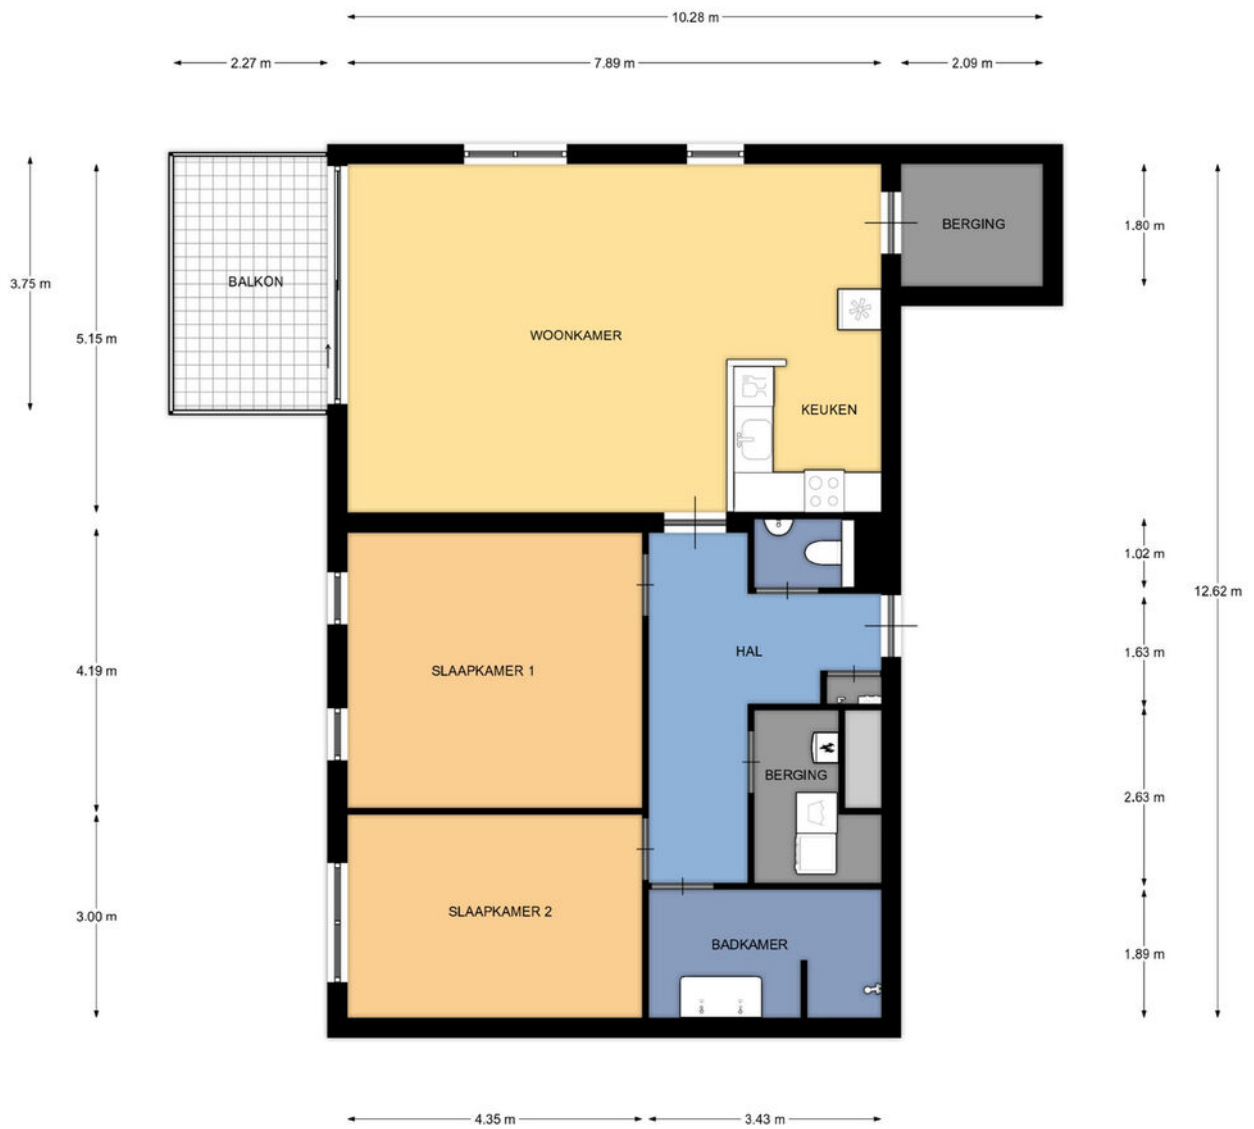 10.28 m
2.27 m
7.89 m
2.09 m
3.75 m
5.15 m
BALKON
WOONKAMER
BERGING
1.80 m
KEUKEN
1.02 m
12.62 m
4.19 m
SLAAPKAMER 1
HAL
1.63 m
BERGING
2.63 m
3.00 m
SLAAPKAMER 2
BADKAMER
1.89 m
4.35 m
3.43 m